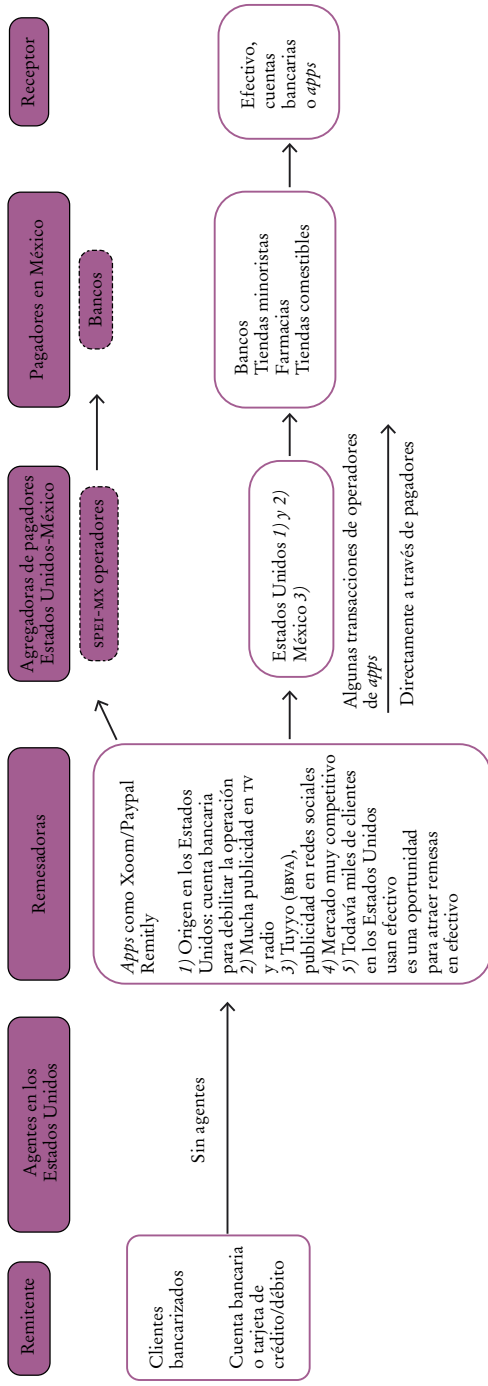 Remitente
Agentes en los
Estados Unidos
Remesadoras
Agregadoras de pagadores
Estados Unidos-México
Pagadores en México
Receptor
SPEI-MX operadores
Bancos
Clientes
bancarizados
Cuenta bancaria
o tarjeta de
crédito/débito
Sin agentes
Apps como Xoom/Paypal
Remitly
1) Origen en los Estados
Unidos: cuenta bancaria
para debilitar la operación
2) Mucha publicidad en TV
y radio
3) Tuyyo (BBVA),
publicidad en redes sociales
4) Mercado muy competitivo
5) Todavía miles de clientes
en los Estados Unidos
usan efectivo
es una oportunidad
para atraer remesas
en efectivo
Estados Unidos 1) y 2)
México 3)
Bancos
Tiendas minoristas
Farmacias
Tiendas comestibles
Efectivo,
cuentas
bancarias
o apps
Algunas transacciones de operadores
de apps
Directamente a través de pagadores